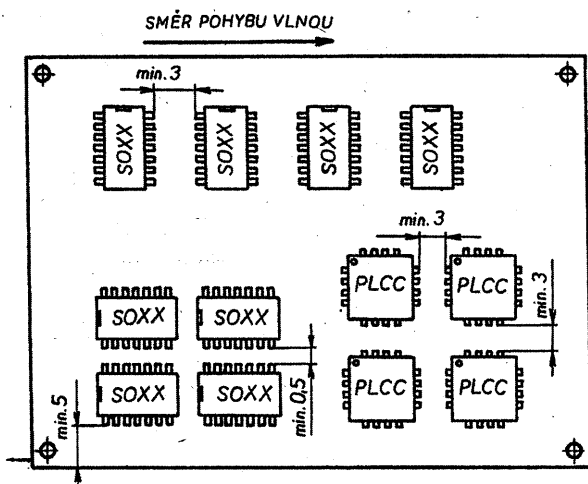 SMĚR POHYBU VLNOU
min.3
SOXX SOXX SOXX SOXX
min.3
PLCC PLCC
min.3
SOXX SOXX
min.0,5
SOXX SOXX
PLCC PLCC
min.5